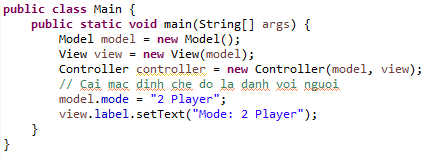 public class Main {
    public static void main(String[] args) {
        Model model = new Model();
        View view = new View(model);
        Controller controller = new Controller(model, view);
        // Cai mac dinh che do la danh voi nguoi
        model.mode = "2 Player";
        view.label.setText("Mode: 2 Player");
    }
}